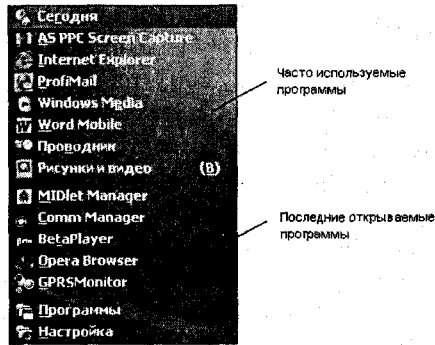 Сегодня
AS PPC Screen Capture
Internet Explorer
ProfiMail
Windows Media
Word Mobile
Проводник
Рисунки и видео (В)
MIDlet Manager
Comm Manager
BetaPlayer
Opera Browser
GPRSMonitor
Программы
Настройка
Часто используемые
программы
Последние открываемые
программы